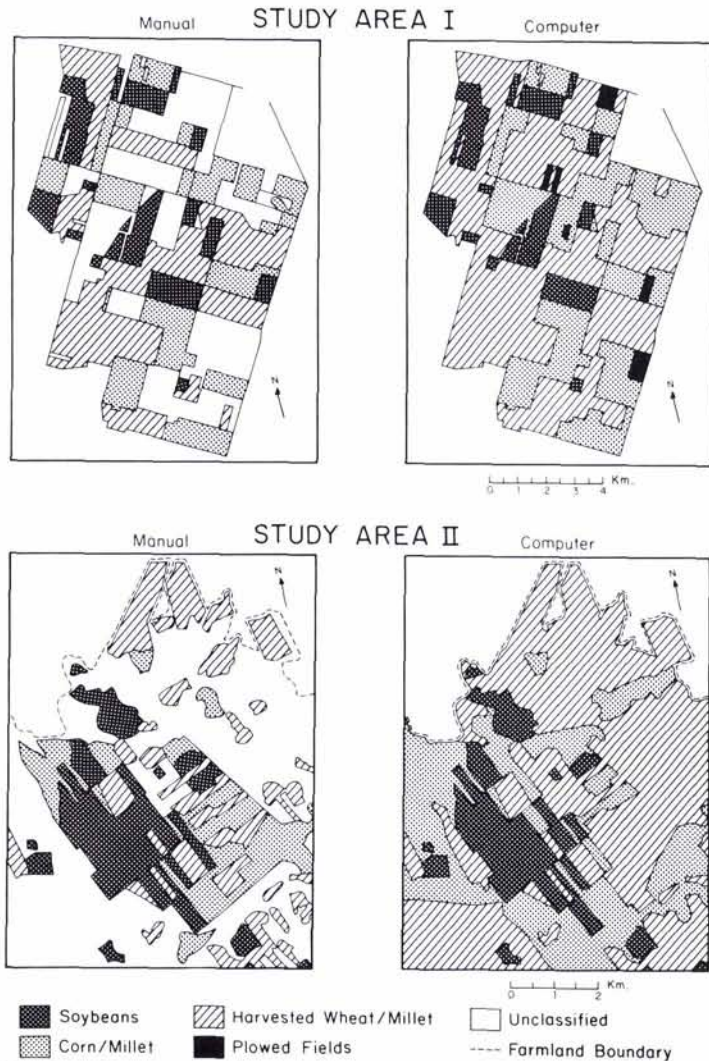 STUDY AREA I
Manual
Computer
N
N
0 1 2 3 4 Km.
STUDY AREA II
Manual
Computer
N
N
0 1 2 Km.
Soybeans
Harvested Wheat/Millet
Unclassified
Corn/Millet
Plowed Fields
Farmland Boundary